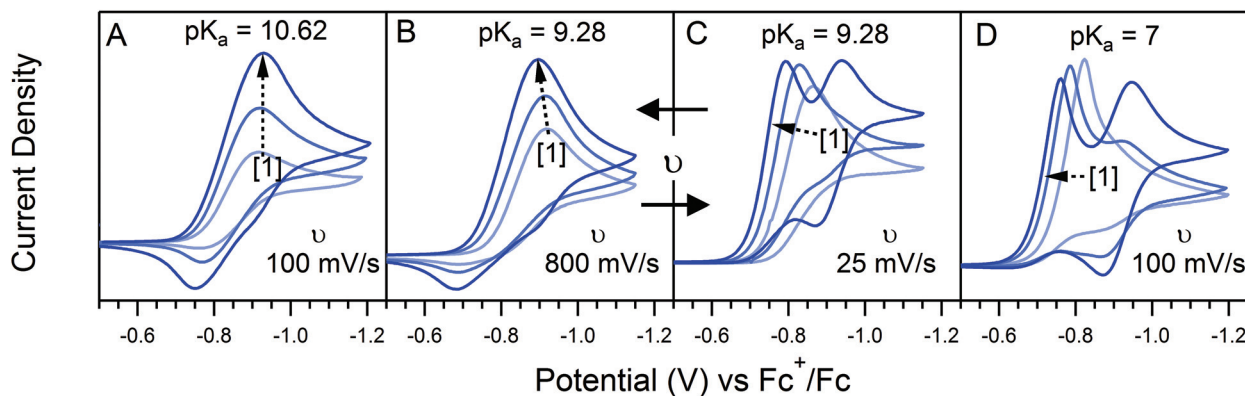 A
pKa = 10.62
[1]
υ
100 mV/s
B
pKa = 9.28
[1]
υ
800 mV/s
υ
C
pKa = 9.28
[1]
υ
25 mV/s
D
pKa = 7
[1]
υ
100 mV/s
Current Density
-0.6 -0.8 -1.0 -1.2
-0.6 -0.8 -1.0 -1.2
-0.6 -0.8 -1.0 -1.2
-0.6 -0.8 -1.0 -1.2
Potential (V) vs Fc⁺/Fc